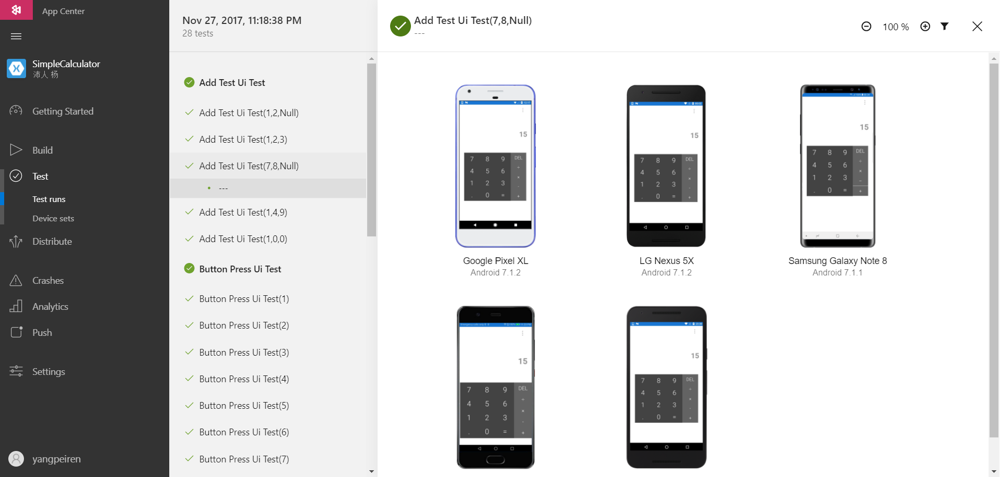 App Center
SimpleCalculator
沛人 杨
Getting Started
Build
Test
Test runs
Device sets
Distribute
Crashes
Analytics
Push
Settings
yangpeiren
Nov 27, 2017, 11:18:38 PM
28 tests
Add Test Ui Test
Add Test Ui Test(1,2,Null)
Add Test Ui Test(1,2,3)
Add Test Ui Test(7,8,Null)
---
Add Test Ui Test(1,4,9)
Add Test Ui Test(1,0,0)
Button Press Ui Test
Button Press Ui Test(1)
Button Press Ui Test(2)
Button Press Ui Test(3)
Button Press Ui Test(4)
Button Press Ui Test(5)
Button Press Ui Test(6)
Button Press Ui Test(7)
Add Test Ui Test(7,8,Null)
---
100 %
15
7 8 9 DEL
4 5 6 ÷
1 2 3 ×
. 0 = +
Google Pixel XL
Android 7.1.2
15
7 8 9 DEL
4 5 6 ÷
1 2 3 ×
. 0 = +
LG Nexus 5X
Android 7.1.2
15
7 8 9 DEL
4 5 6 ÷
1 2 3 ×
. 0 = +
Samsung Galaxy Note 8
Android 7.1.1
15
7 8 9 DEL
4 5 6 ÷
1 2 3 ×
. 0 = +
15
7 8 9 DEL
4 5 6 ÷
1 2 3 ×
. 0 = +